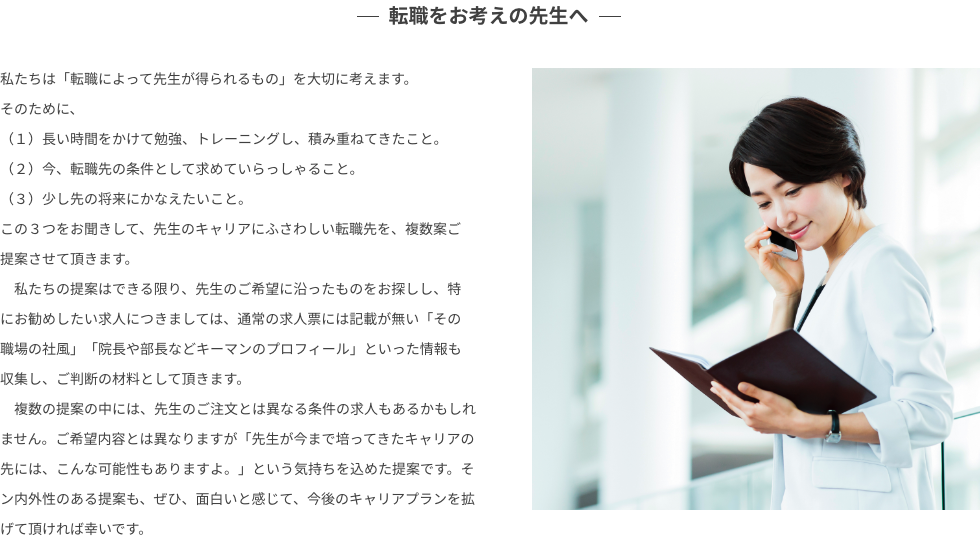 転職をお考えの先生へ
私たちは「転職によって先生が得られるもの」を大切に考えます。
そのために、
（１）長い時間をかけて勉強、トレーニングし、積み重ねてきたこと。
（２）今、転職先の条件として求めていらっしゃること。
（３）少し先の将来にかなえたいこと。
この３つをお聞きして、先生のキャリアにふさわしい転職先を、複数案ご
提案させて頂きます。
　私たちの提案はできる限り、先生のご希望に沿ったものをお探しし、特
にお勧めしたい求人につきましては、通常の求人票には記載が無い「その
職場の社風」「院長や部長などキーマンのプロフィール」といった情報も
収集し、ご判断の材料として頂きます。
　複数の提案の中には、先生のご注文とは異なる条件の求人もあるかもしれ
ません。ご希望内容とは異なりますが「先生が今まで培ってきたキャリアの
先には、こんな可能性もありますよ。」という気持ちを込めた提案です。そ
ン内外性のある提案も、ぜひ、面白いと感じて、今後のキャリアプランを拡
げて頂ければ幸いです。